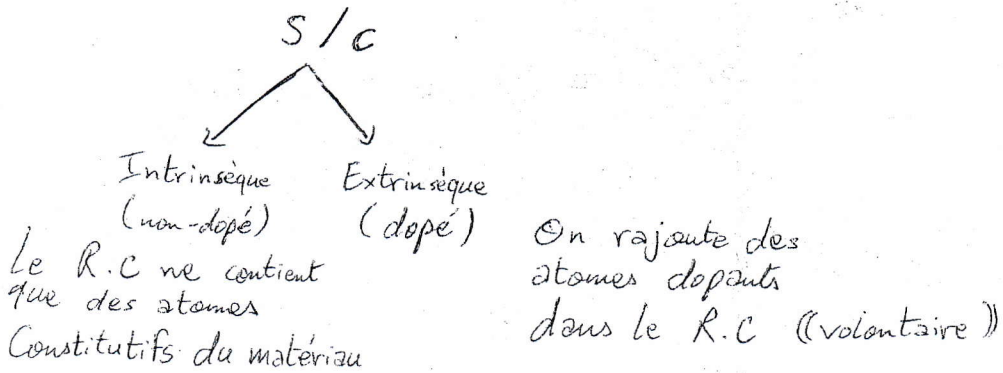 S/C
Intrinsèque
(non-dopé)
Le R.C ne contient
que des atomes
Constitutifs du matériau
Extrinsèque
(dopé)
On rajoute des
atomes dopants
dans le R.C ((volontaire))